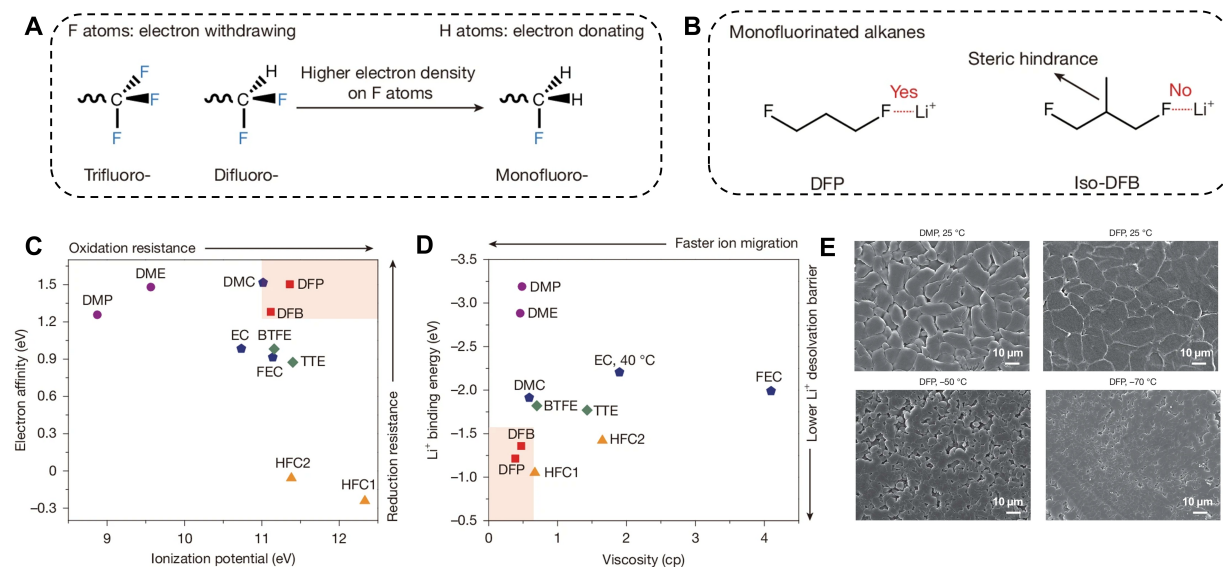 A
F atoms: electron withdrawing
H atoms: electron donating
F
F
C
F
Trifluoro-
H
F
C
F
Difluoro-
Higher electron density
on F atoms
H
H
C
F
Monofluoro-
B
Monofluorinated alkanes
F
F
Yes
Li+
DFP
Steric hindrance
F
F
No
Li+
Iso-DFB
C
Oxidation resistance
Electron affinity (eV)
1.5
1.2
0.9
0.6
0.3
0
–0.3
DMP
DME
DMC
DFP
DFB
EC
BTFE
FEC
TTE
HFC2
HFC1
9
10
11
12
Ionization potential (eV)
Reduction resistance
D
Faster ion migration
Li+ binding energy (eV)
–3.5
–3.0
–2.5
–2.0
–1.5
–1.0
–0.5
DMP
DME
EC, 40 °C
FEC
DMC
BTFE
TTE
DFB
HFC2
DFP
HFC1
0
1
2
3
4
Viscosity (cp)
Lower Li+ desolvation barrier
E
DMP, 25 °C
10 μm
DFP, 25 °C
10 μm
DFP, –50 °C
10 μm
DFP, –70 °C
10 μm